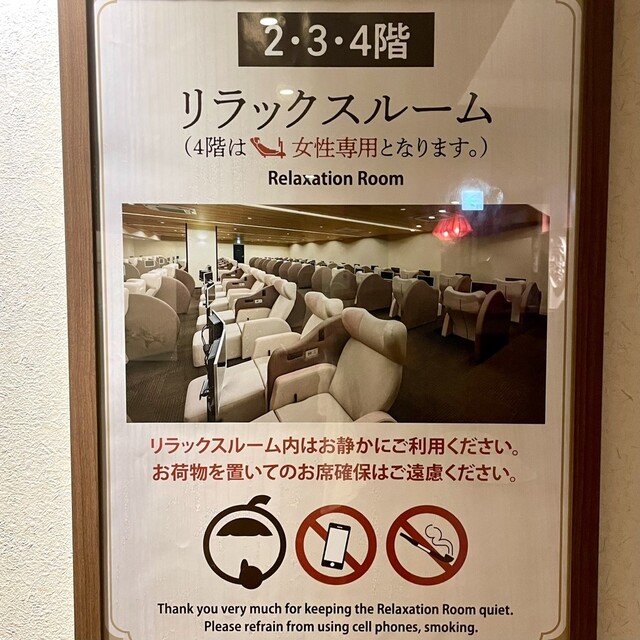 2・3・4階
リラックスルーム
(4階は女性専用となります。)
Relaxation Room
リラックスルーム内はお静かにご利用ください。
お荷物を置いてのお席確保はご遠慮ください。
Thank you very much for keeping the Relaxation Room quiet.
Please refrain from using cell phones, smoking.